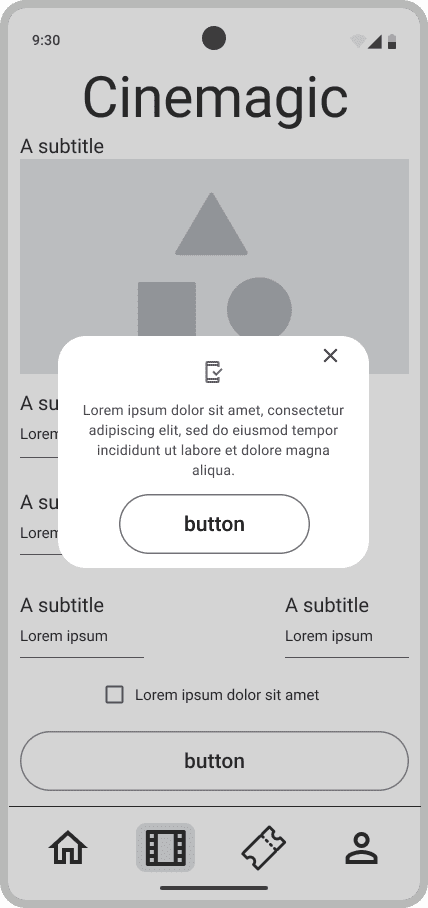 9:30
Cinemagic
A subtitle
Lorem ipsum dolor sit amet, consectetur
adipiscing elit, sed do eiusmod tempor
incididunt ut labore et dolore magna
aliqua.
button
A su
Lorem
A su
Lorem
A subtitle
Lorem ipsum
A subtitle
Lorem ipsum
Lorem ipsum dolor sit amet
button